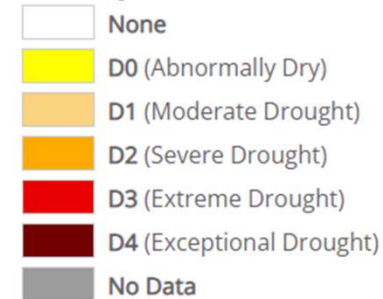 None
D0 (Abnormally Dry)
D1 (Moderate Drought)
D2 (Severe Drought)
D3 (Extreme Drought)
D4 (Exceptional Drought)
No Data